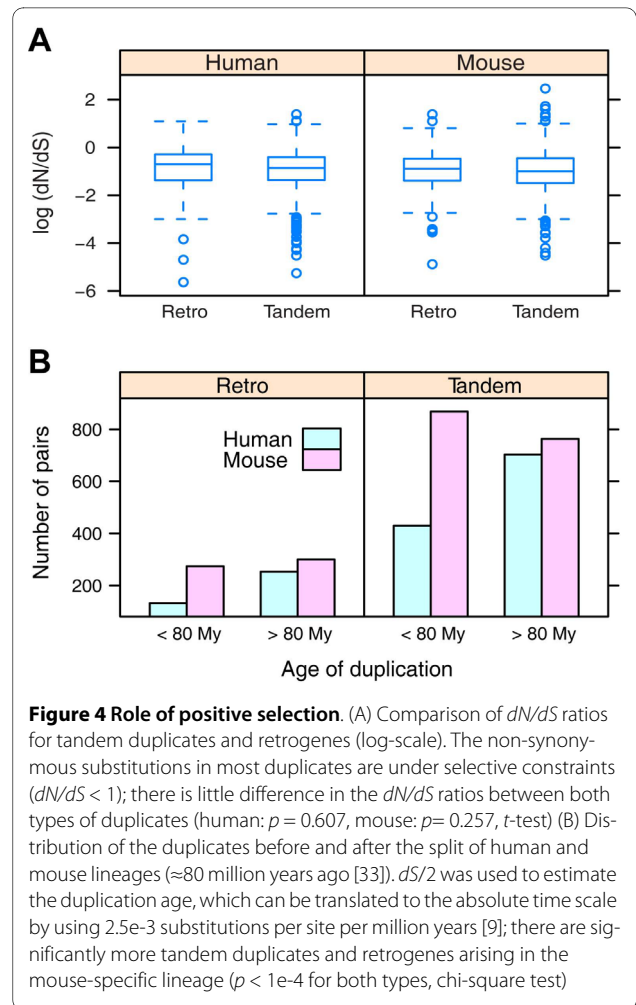 A
Human
Mouse
log (dN/dS)
2
0
−2
−4
−6
Retro
Tandem
Retro
Tandem
B
Retro
Tandem
Number of pairs
800
600
400
200
Human
Mouse
< 80 My
> 80 My
< 80 My
> 80 My
Age of duplication
Figure 4 Role of positive selection. (A) Comparison of dN/dS ratios
for tandem duplicates and retrogenes (log-scale). The non-synony-
mous substitutions in most duplicates are under selective constraints
(dN/dS < 1); there is little difference in the dN/dS ratios between both
types of duplicates (human: p = 0.607, mouse: p= 0.257, t-test) (B) Dis-
tribution of the duplicates before and after the split of human and
mouse lineages (≈80 million years ago [33]). dS/2 was used to estimate
the duplication age, which can be translated to the absolute time scale
by using 2.5e-3 substitutions per site per million years [9]; there are sig-
nificantly more tandem duplicates and retrogenes arising in the
mouse-specific lineage (p < 1e-4 for both types, chi-square test)